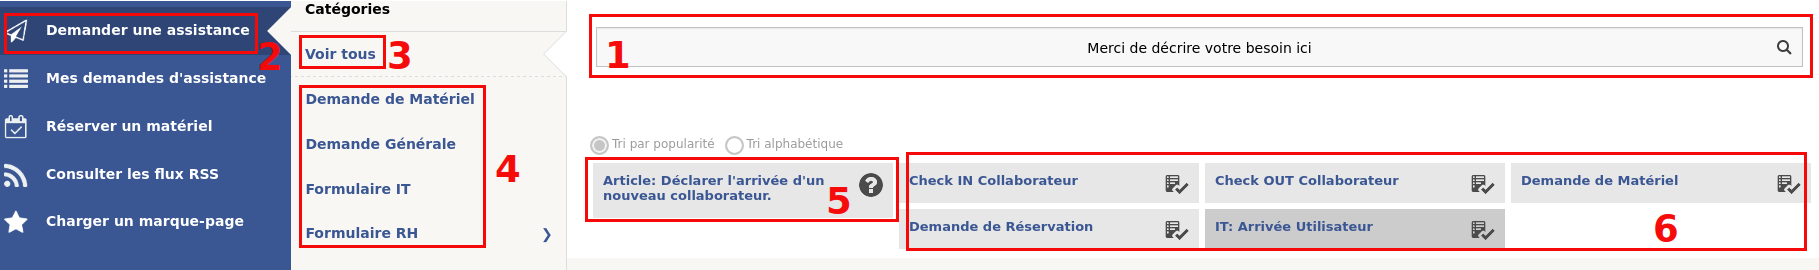 Demander une assistance
2
Mes demandes d'assistance
Réserver un matériel
Consulter les flux RSS
Charger un marque-page
Catégories
Voir tous
3
Demande de Matériel
Demande Générale
Formulaire IT
Formulaire RH
4
1
Merci de décrire votre besoin ici
Tri par popularité Tri alphabétique
Article: Déclarer l'arrivée d'un
nouveau collaborateur.
?
5
Check IN Collaborateur
Check OUT Collaborateur
Demande de Matériel
Demande de Réservation
IT: Arrivée Utilisateur
6